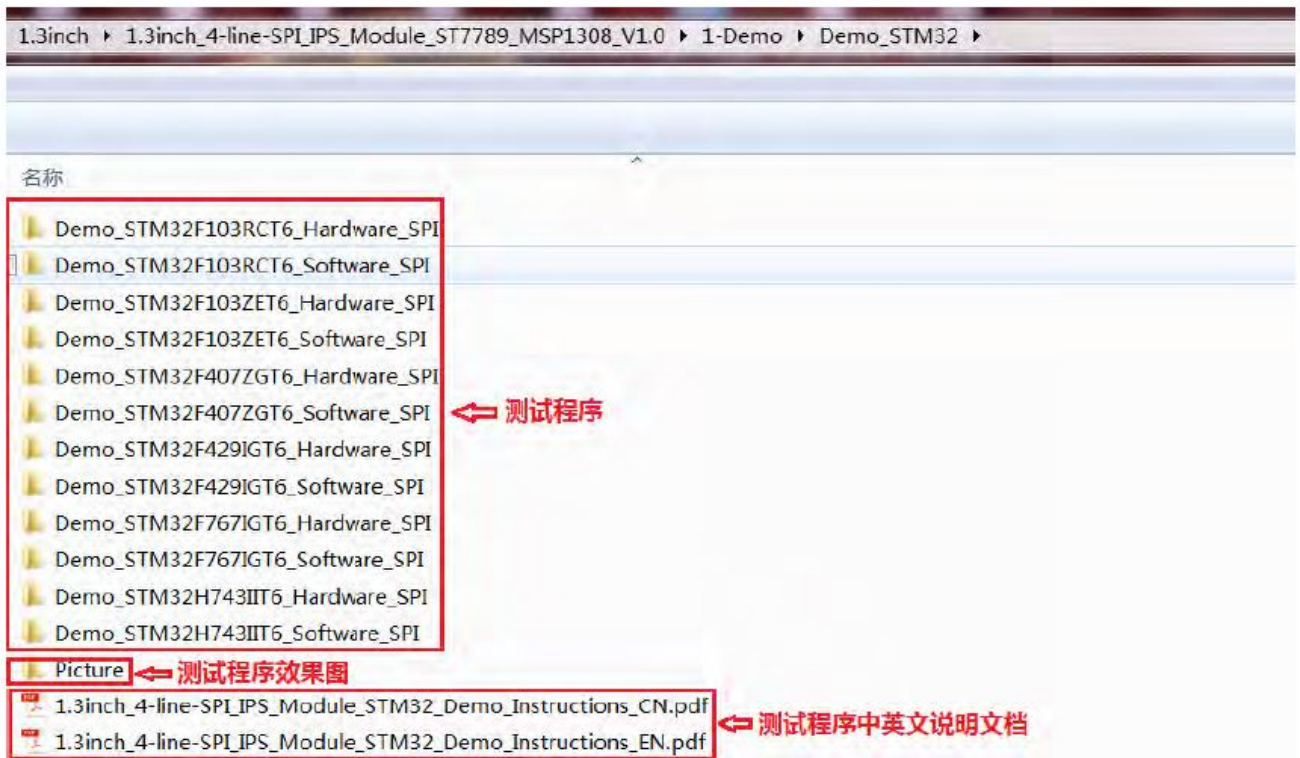 1.3inch ▸ 1.3inch_4-line-SPI_IPS_Module_ST7789_MSP1308_V1.0 ▸ 1-Demo ▸ Demo_STM32 ▸
名称
Demo_STM32F103RCT6_Hardware_SPI
Demo_STM32F103RCT6_Software_SPI
Demo_STM32F103ZET6_Hardware_SPI
Demo_STM32F103ZET6_Software_SPI
Demo_STM32F407ZGT6_Hardware_SPI
Demo_STM32F407ZGT6_Software_SPI 测试程序
Demo_STM32F429IGT6_Hardware_SPI
Demo_STM32F429IGT6_Software_SPI
Demo_STM32F767IGT6_Hardware_SPI
Demo_STM32F767IGT6_Software_SPI
Demo_STM32H743IIT6_Hardware_SPI
Demo_STM32H743IIT6_Software_SPI
Picture 测试程序效果图
1.3inch_4-line-SPI_IPS_Module_STM32_Demo_Instructions_CN.pdf
测试程序中英文说明文档
1.3inch_4-line-SPI_IPS_Module_STM32_Demo_Instructions_EN.pdf